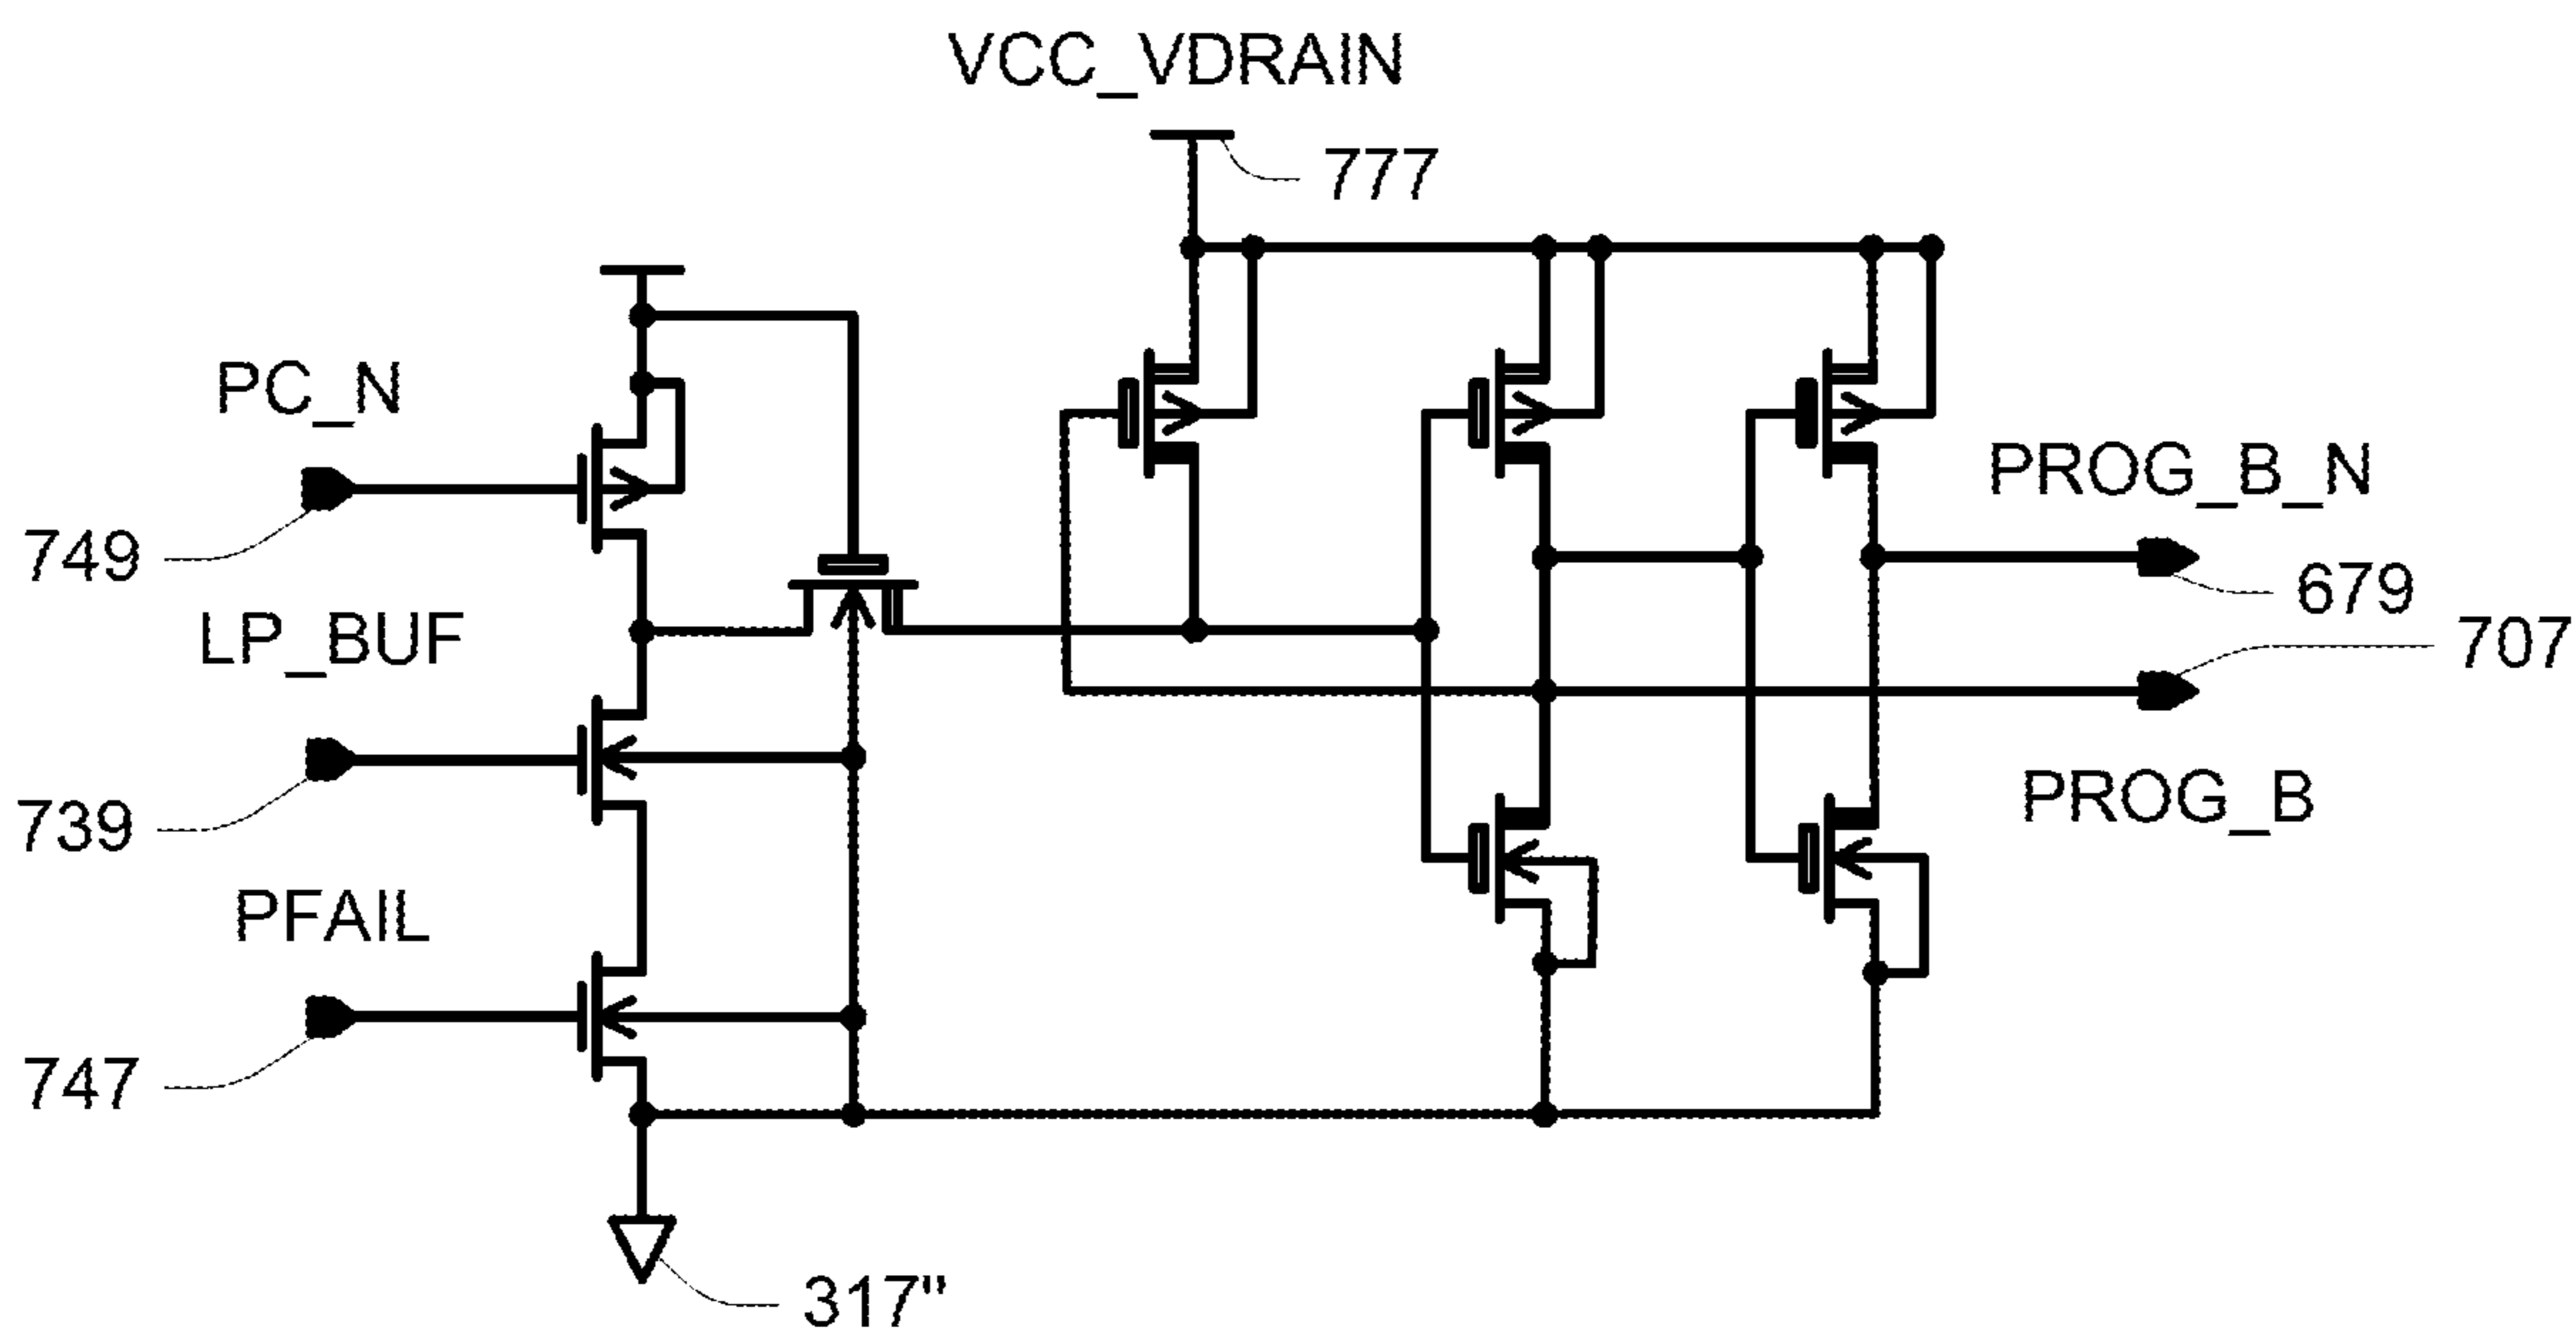 VCC_VDRAIN
777
PC_N
749
PROG_B_N
679
LP_BUF
707
739
PROG_B
PFAIL
747
317"